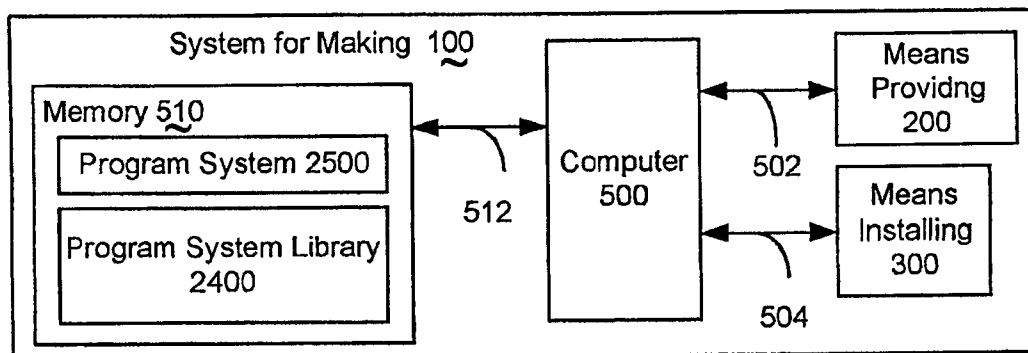 System for Making 100
Memory 510
Program System 2500
Program System Library
2400
512
Computer
500
502
504
Means
Providng
200
Means
Installing
300